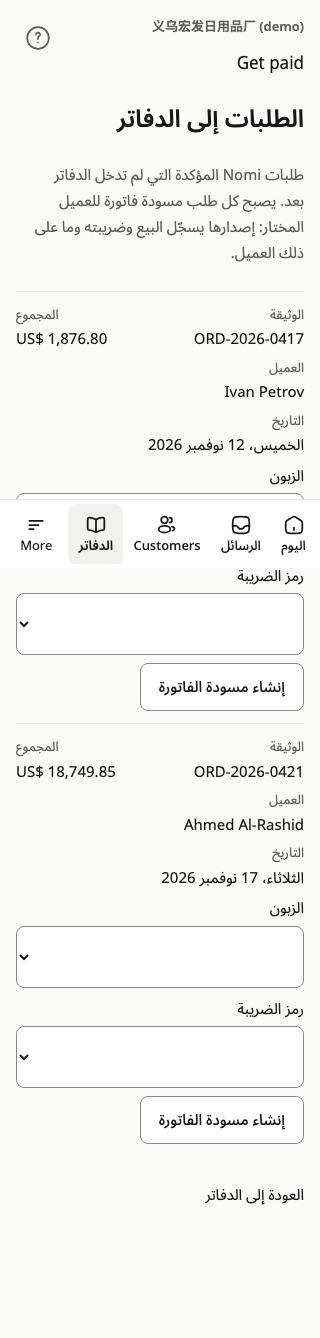 义乌宏发日用品厂 (demo)
Get paid
الطلبات إلى الدفاتر
طلبات Nomi المؤكدة التي لم تدخل الدفاتر
بعد. يصبح كل طلب مسودة فاتورة للعميل
المختار: إصدارها يسجّل البيع وضريبته وما على
ذلك العميل.
الوثيقة
ORD-2026-0417
المجموع
US$ 1,876.80
العميل
Ivan Petrov
التاريخ
الخميس، 12 نوفمبر 2026
الزبون
اليوم
الرسائل
Customers
الدفاتر
More
رمز الضريبة
إنشاء مسودة الفاتورة
الوثيقة
ORD-2026-0421
المجموع
US$ 18,749.85
العميل
Ahmed Al-Rashid
التاريخ
الثلاثاء، 17 نوفمبر 2026
الزبون
رمز الضريبة
إنشاء مسودة الفاتورة
العودة إلى الدفاتر